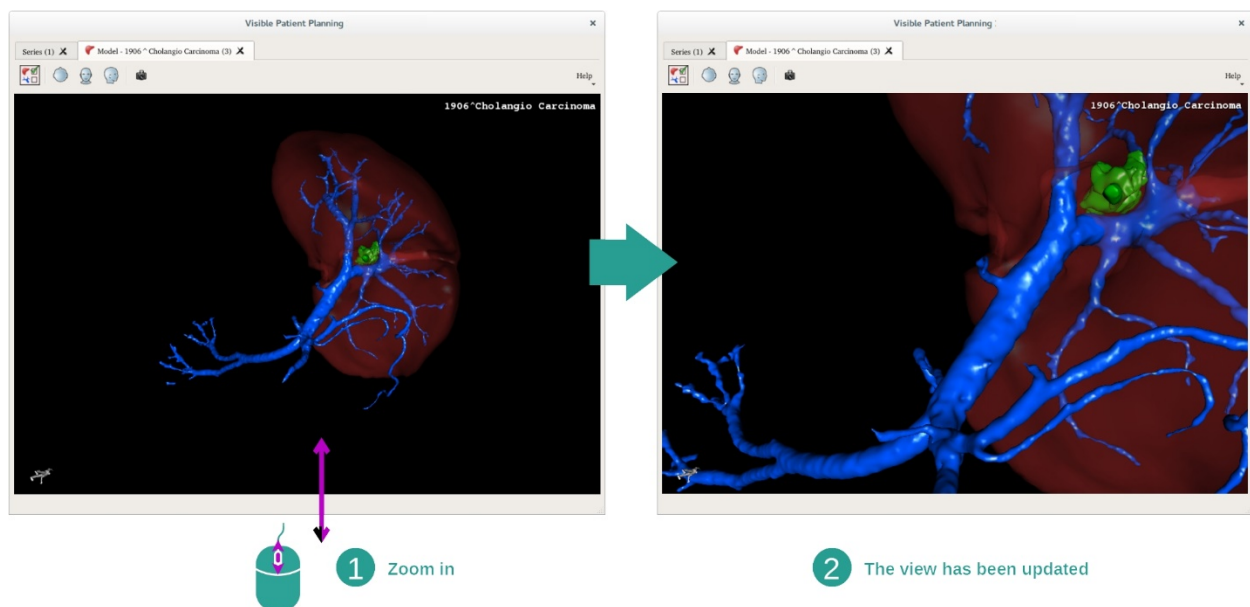 Visible Patient Planning
Series (1) Model - 1906 ^ Cholangio Carcinoma (3)
Help
1906^Cholangio Carcinoma
Visible Patient Planning
Series (1) Model - 1906 ^ Cholangio Carcinoma (3)
Help
1906^Cholangio Carcinoma
1 Zoom in
2 The view has been updated